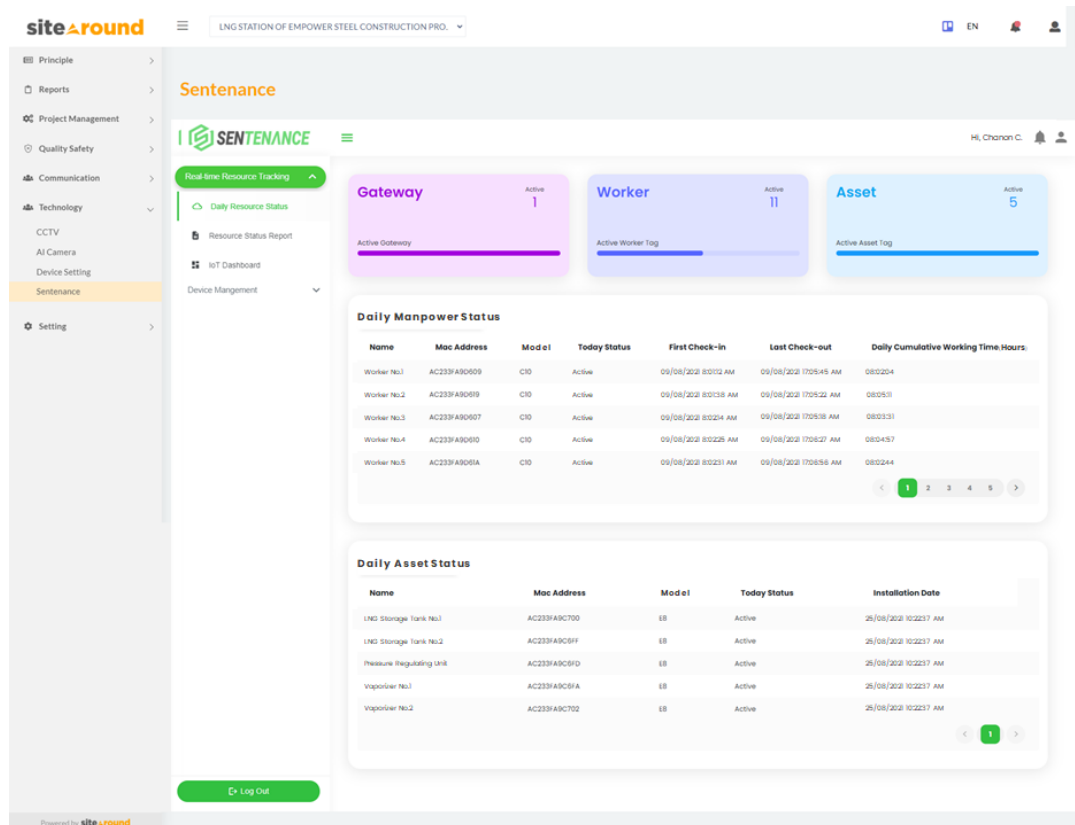 site round
LNG STATION OF EMPOWER STEEL CONSTRUCTION PRO.
EN
Principle
Reports
Project Management
Quality Safety
Communication
Technology
CCTV
AI Camera
Device Setting
Sentenance
Setting
Powered by site round
Sentenance
SENTENANCE
Hi, Chanon C.
Real-time Resource Tracking
Daily Resource Status
Resource Status Report
IoT Dashboard
Device Mangement
Log Out
Gateway Active 1
Active Gateway
Worker Active 11
Active Worker Tag
Asset Active 5
Active Asset Tag
Daily Manpower Status
Name Mac Address Model Today Status First Check-in Last Check-out Daily Cumulative Working Time(Hours)
Worker No.1 AC233FA9D609 C10 Active 09/08/2021 8:01:12 AM 09/08/2021 17:05:45 AM 08:02:04
Worker No.2 AC233FA9D619 C10 Active 09/08/2021 8:01:38 AM 09/08/2021 17:05:22 AM 08:05:11
Worker No.3 AC233FA9D607 C10 Active 09/08/2021 8:02:14 AM 09/08/2021 17:05:18 AM 08:03:31
Worker No.4 AC233FA9D610 C10 Active 09/08/2021 8:02:25 AM 09/08/2021 17:08:27 AM 08:04:57
Worker No.5 AC233FA9D61A C10 Active 09/08/2021 8:02:31 AM 09/08/2021 17:08:56 AM 08:02:44
1 2 3 4 5
Daily Asset Status
Name Mac Address Model Today Status Installation Date
LNG Storage Tank No.1 AC233FA9C700 E8 Active 25/08/2021 10:22:37 AM
LNG Storage Tank No.2 AC233FA9C6FF E8 Active 25/08/2021 10:22:37 AM
Pressure Regulating Unit AC233FA9C6FD E8 Active 25/08/2021 10:22:37 AM
Vaporizer No.1 AC233FA9C6FA E8 Active 25/08/2021 10:22:37 AM
Vaporizer No.2 AC233FA9C702 E8 Active 25/08/2021 10:22:37 AM
1